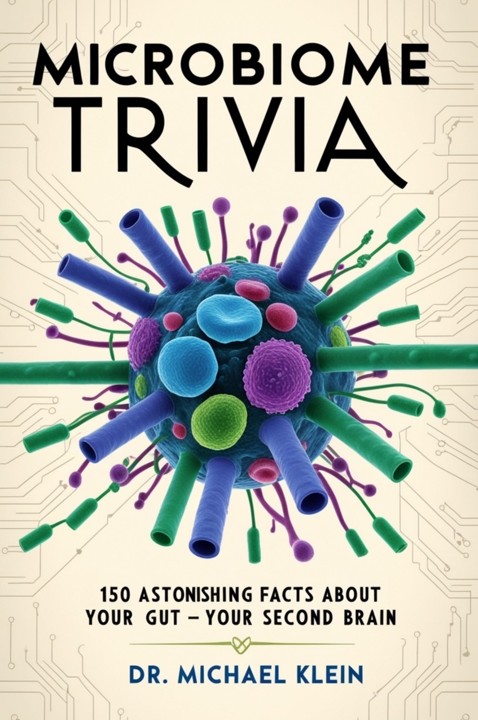 MICROBIOME
TRIVIA
150 ASTONISHING FACTS ABOUT
YOUR GUT – YOUR SECOND BRAIN
DR. MICHAEL KLEIN